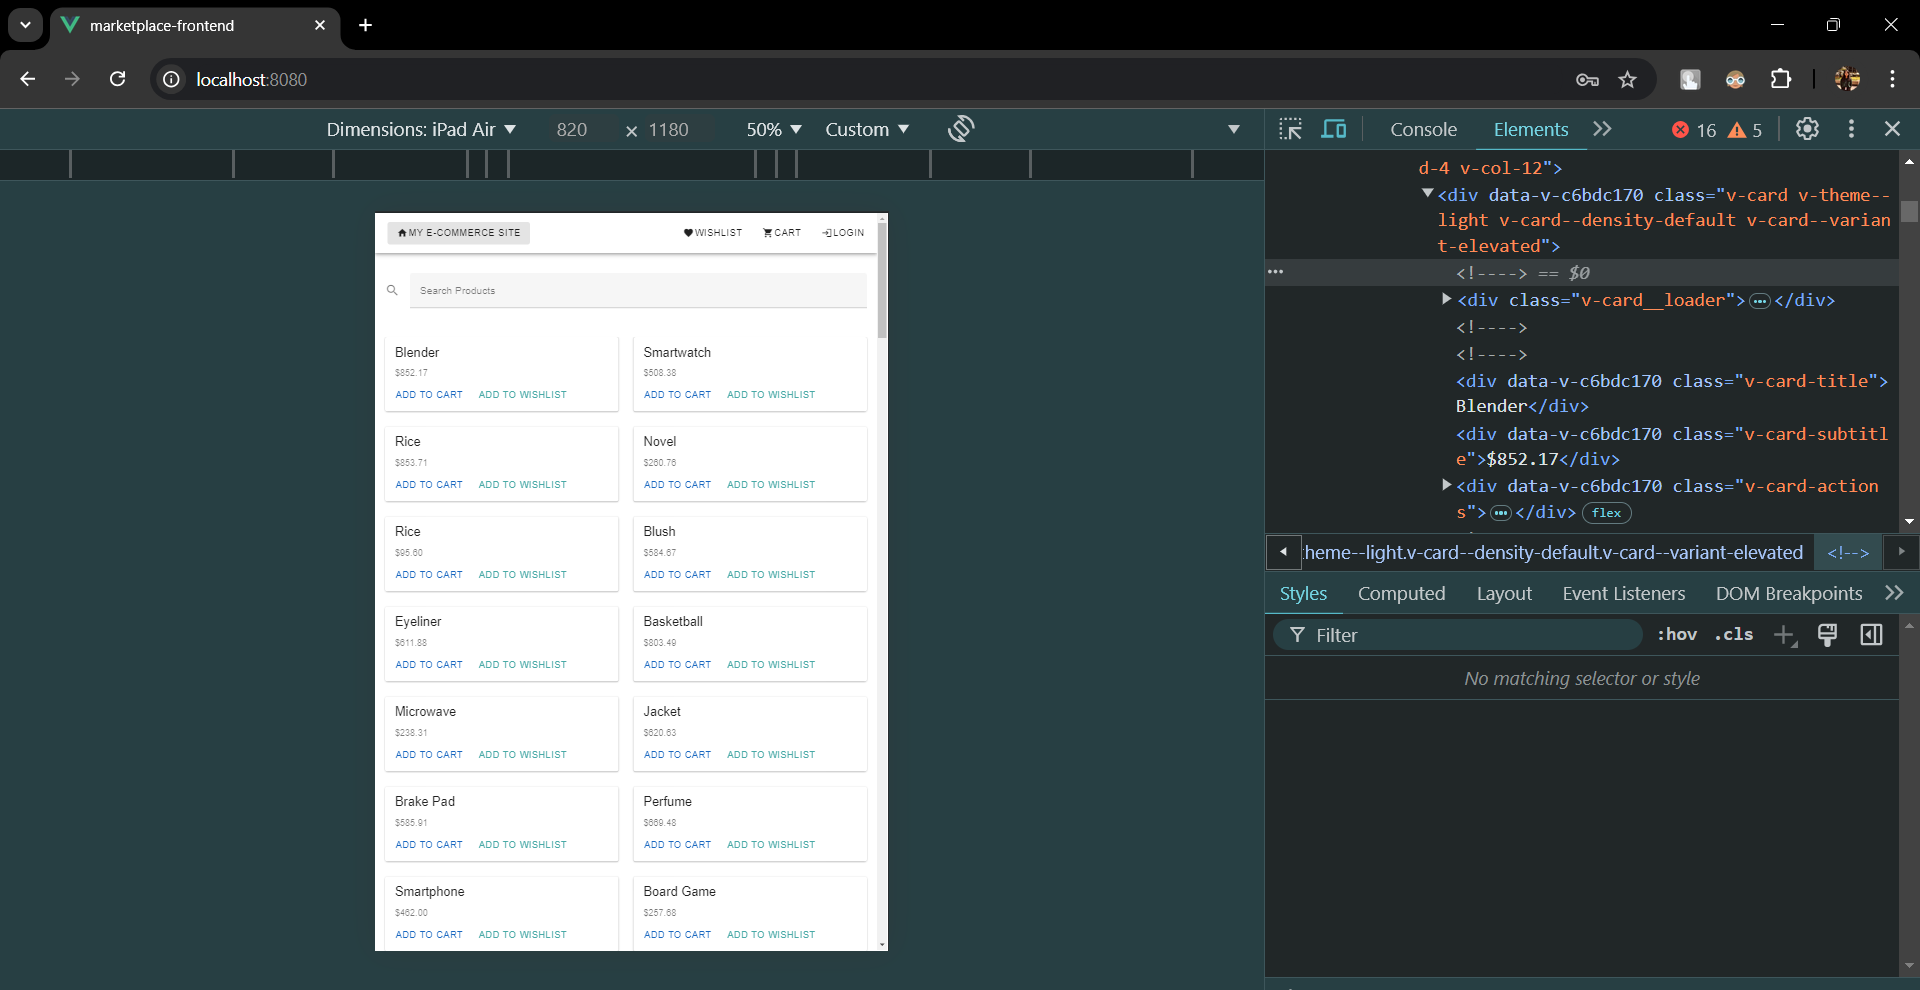 marketplace-frontend
localhost:8080
Dimensions: iPad Air 820 × 1180 50% Custom
Console Elements 16 5
MY E-COMMERCE SITE WISHLIST CART LOGIN
Search Products
Blender
$852.17
ADD TO CART ADD TO WISHLIST
Smartwatch
$508.38
ADD TO CART ADD TO WISHLIST
Rice
$853.71
ADD TO CART ADD TO WISHLIST
Novel
$260.76
ADD TO CART ADD TO WISHLIST
Rice
$95.60
ADD TO CART ADD TO WISHLIST
Blush
$584.67
ADD TO CART ADD TO WISHLIST
Eyeliner
$611.88
ADD TO CART ADD TO WISHLIST
Basketball
$803.49
ADD TO CART ADD TO WISHLIST
Microwave
$238.31
ADD TO CART ADD TO WISHLIST
Jacket
$620.63
ADD TO CART ADD TO WISHLIST
Brake Pad
$585.91
ADD TO CART ADD TO WISHLIST
Perfume
$669.48
ADD TO CART ADD TO WISHLIST
Smartphone
$462.00
ADD TO CART ADD TO WISHLIST
Board Game
$257.68
ADD TO CART ADD TO WISHLIST
d-4 v-col-12">
<div data-v-c6bdc170 class="v-card v-theme--
light v-card--density-default v-card--varian
t-elevated">
<!----> == $0
<div class="v-card__loader">…</div>
<!---->
<!---->
<div data-v-c6bdc170 class="v-card-title">
Blender</div>
<div data-v-c6bdc170 class="v-card-subtitl
e">$852.17</div>
<div data-v-c6bdc170 class="v-card-action
s">…</div> flex
heme--light.v-card--density-default.v-card--variant-elevated <!-->
Styles Computed Layout Event Listeners DOM Breakpoints
Filter :hov .cls
No matching selector or style